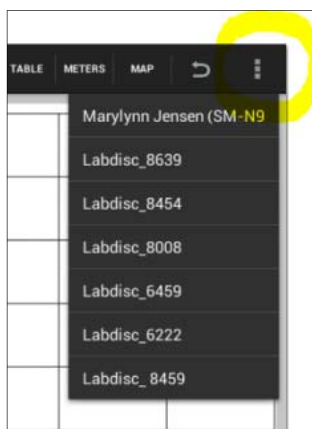 TABLE METERS MAP
Marylynn Jensen (SM-N9
Labdisc_8639
Labdisc_8454
Labdisc_8008
Labdisc_6459
Labdisc_6222
Labdisc_ 8459